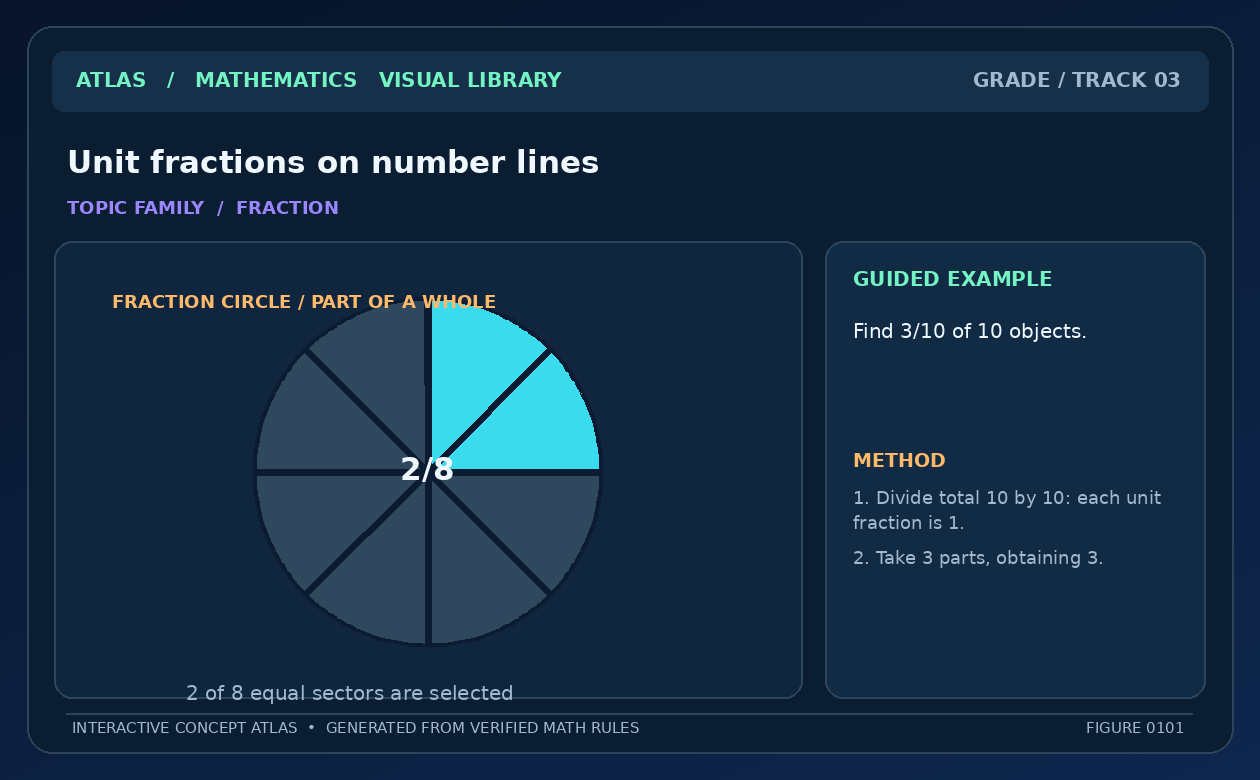 ATLAS / MATHEMATICS VISUAL LIBRARY
GRADE / TRACK 03
Unit fractions on number lines
TOPIC FAMILY / FRACTION
FRACTION CIRCLE / PART OF A WHOLE
2/8
2 of 8 equal sectors are selected
GUIDED EXAMPLE
Find 3/10 of 10 objects.
METHOD
1. Divide total 10 by 10: each unit
fraction is 1.
2. Take 3 parts, obtaining 3.
INTERACTIVE CONCEPT ATLAS • GENERATED FROM VERIFIED MATH RULES
FIGURE 0101